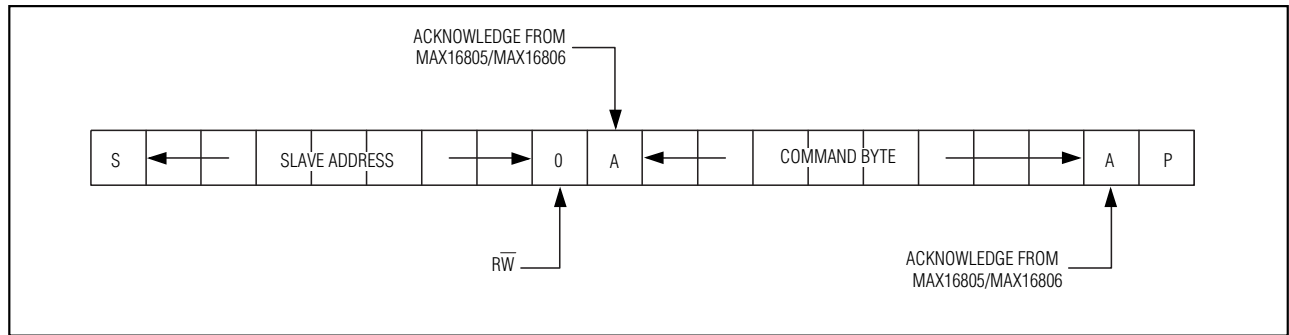 ACKNOWLEDGE FROM
MAX16805/MAX16806
S SLAVE ADDRESS 0 A COMMAND BYTE A P
RW̅
ACKNOWLEDGE FROM
MAX16805/MAX16806